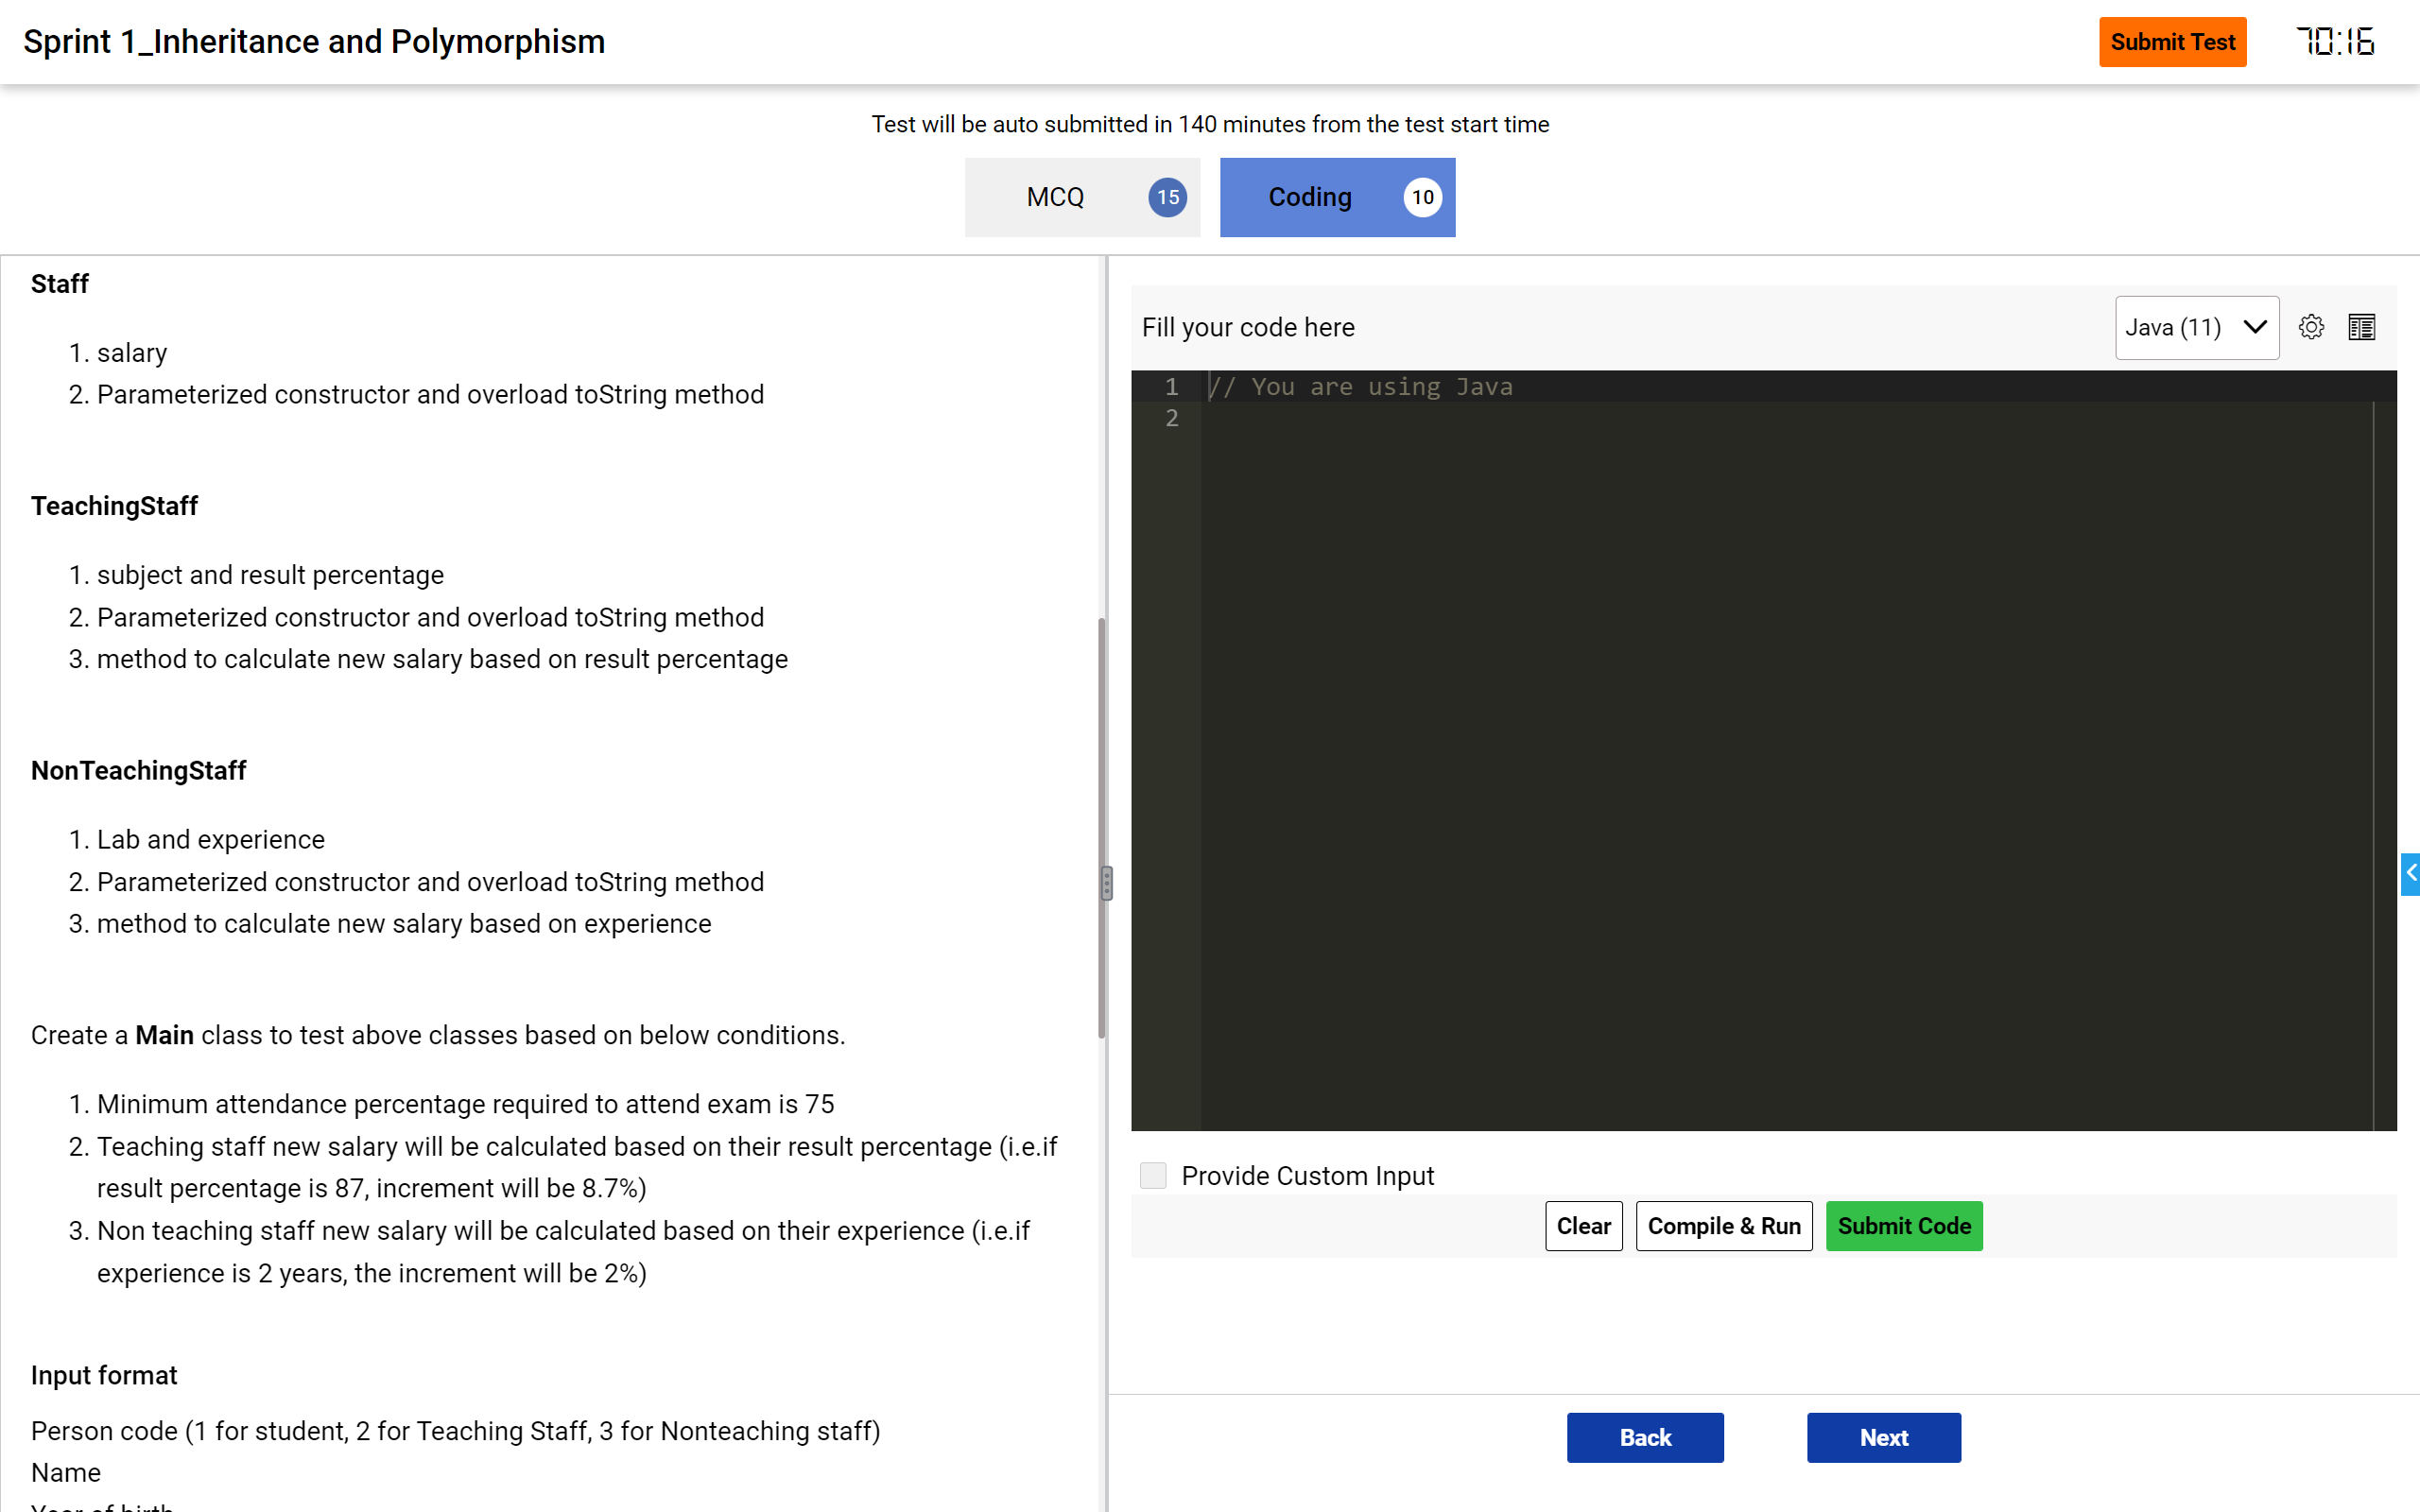 Sprint 1_Inheritance and Polymorphism
Submit Test
70:16
Test will be auto submitted in 140 minutes from the test start time
MCQ 15
Coding 10
Staff
1. salary
2. Parameterized constructor and overload toString method
TeachingStaff
1. subject and result percentage
2. Parameterized constructor and overload toString method
3. method to calculate new salary based on result percentage
NonTeachingStaff
1. Lab and experience
2. Parameterized constructor and overload toString method
3. method to calculate new salary based on experience
Create a Main class to test above classes based on below conditions.
1. Minimum attendance percentage required to attend exam is 75
2. Teaching staff new salary will be calculated based on their result percentage (i.e.if
result percentage is 87, increment will be 8.7%)
3. Non teaching staff new salary will be calculated based on their experience (i.e.if
experience is 2 years, the increment will be 2%)
Input format
Person code (1 for student, 2 for Teaching Staff, 3 for Nonteaching staff)
Name
Year of birth
Fill your code here
Java (11)
1 // You are using Java
2
Provide Custom Input
Clear
Compile & Run
Submit Code
Back
Next